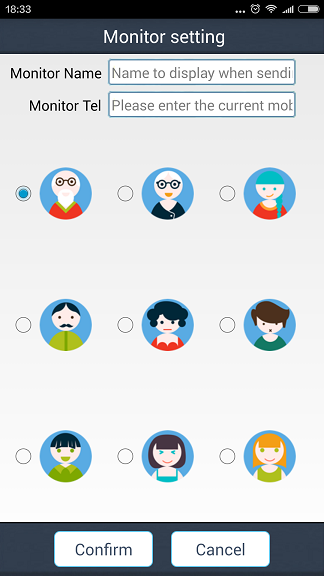 18:33
Monitor setting
Monitor Name Name to display when sendi
Monitor Tel Please enter the current mob
Confirm Cancel